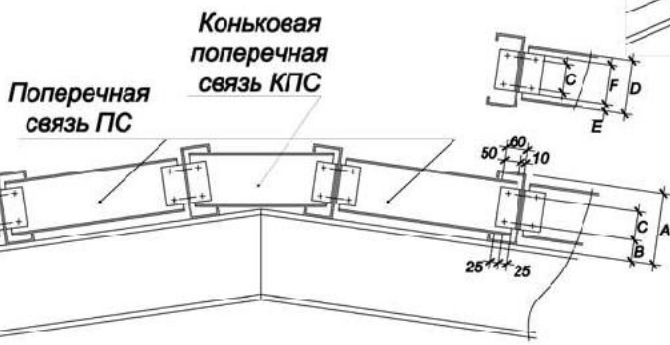 Коньковая
поперечная
связь КПС
Поперечная
связь ПС
C
F
D
E
60
50
10
C
A
B
25
25